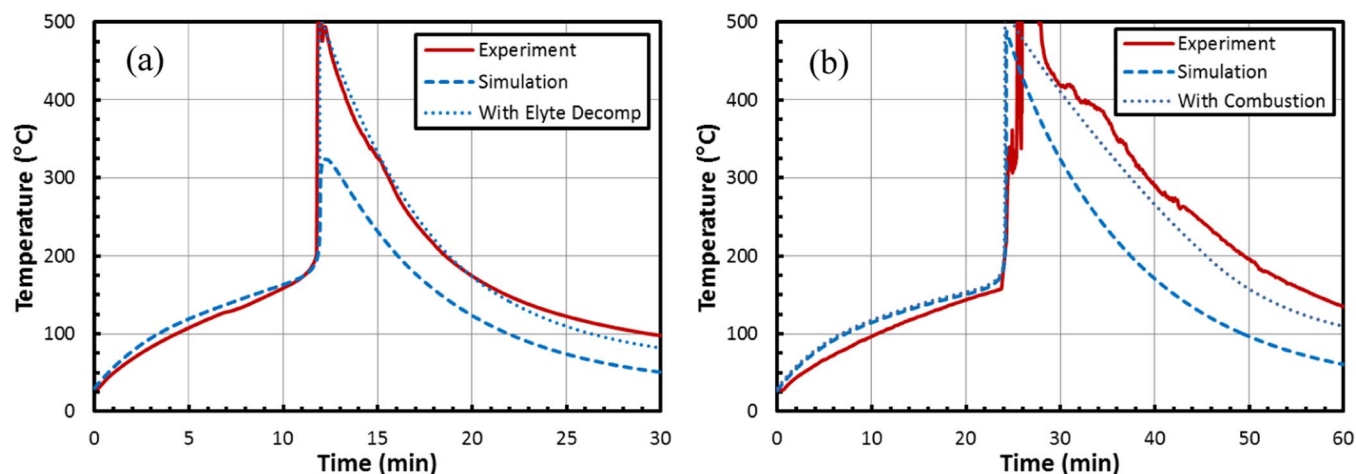 (a)
Experiment
Simulation
With Elyte Decomp
Temperature (°C)
500
400
300
200
100
0
0 5 10 15 20 25 30
Time (min)
(b)
Experiment
Simulation
With Combustion
Temperature (°C)
500
400
300
200
100
0
0 10 20 30 40 50 60
Time (min)